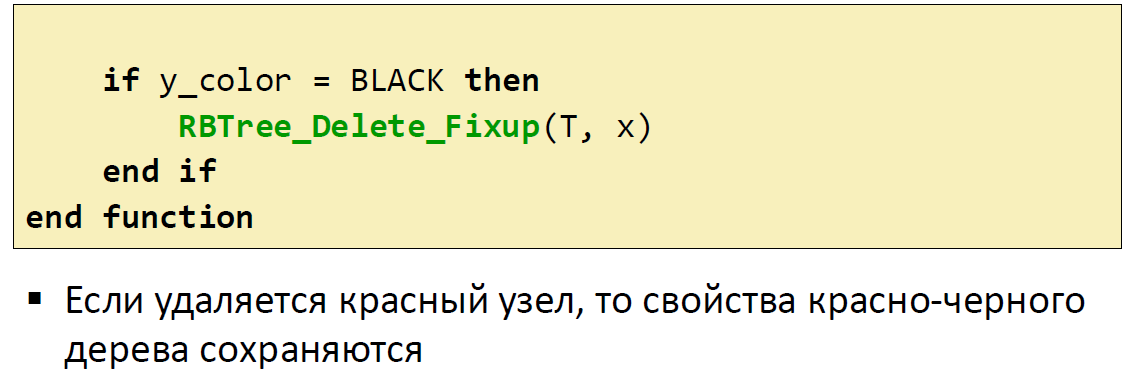 if y_color = BLACK then
RBTree_Delete_Fixup(T, x)
end if
end function
▪ Если удаляется красный узел, то свойства красно-черного
дерева сохраняются